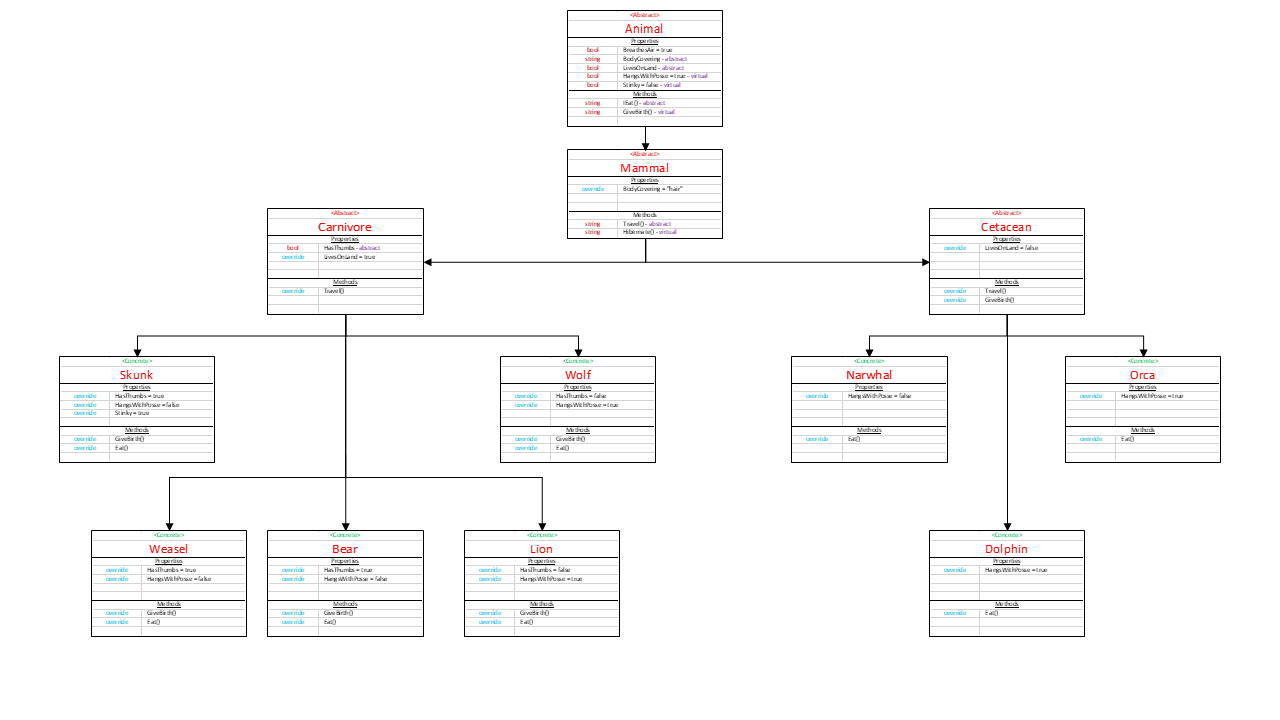 <Abstract>
Animal
Properties
bool BreathesAir = true
string BodyCovering - abstract
bool LivesOnLand - abstract
bool HangsWithPosse = true - virtual
bool Stinky = false - virtual
Methods
string IEat() - abstract
string GiveBirth() - virtual
<Abstract>
Mammal
Properties
override BodyCovering = "hair"
Methods
string Travel() - abstract
string Hibernate() - virtual
<Abstract>
Carnivore
Properties
bool HasThumbs - abstract
override LivesOnLand = true
Methods
override Travel()
<Abstract>
Cetacean
Properties
override LivesOnLand = false
Methods
override Travel()
override GiveBirth()
<Concrete>
Skunk
Properties
override HasThumbs = true
override HangsWithPosse = false
override Stinky = true
Methods
override GiveBirth()
override Eat()
<Concrete>
Wolf
Properties
override HasThumbs = false
override HangsWithPosse = true
Methods
override GiveBirth()
override Eat()
<Concrete>
Narwhal
Properties
override HangsWithPosse = false
Methods
override Eat()
<Concrete>
Orca
Properties
override HangsWithPosse = true
Methods
override Eat()
<Concrete>
Weasel
Properties
override HasThumbs = true
override HangsWithPosse = false
Methods
override GiveBirth()
override Eat()
<Concrete>
Bear
Properties
override HasThumbs = true
override HangsWithPosse = false
Methods
override GiveBirth()
override Eat()
<Concrete>
Lion
Properties
override HasThumbs = false
override HangsWithPosse = true
Methods
override GiveBirth()
override Eat()
<Concrete>
Dolphin
Properties
override HangsWithPosse = true
Methods
override Eat()